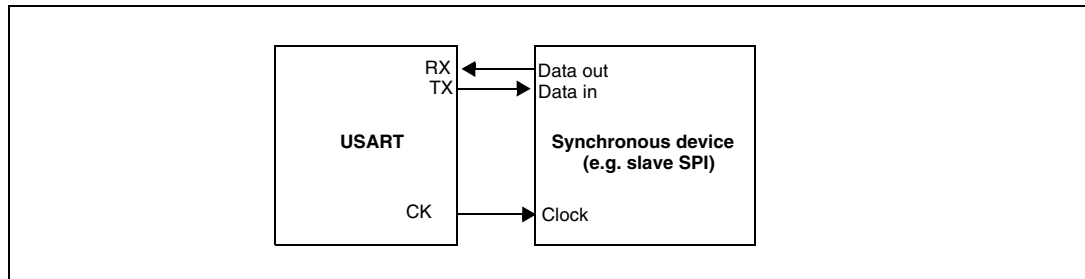 RX
TX
USART
CK
Data out
Data in
Synchronous device
(e.g. slave SPI)
Clock